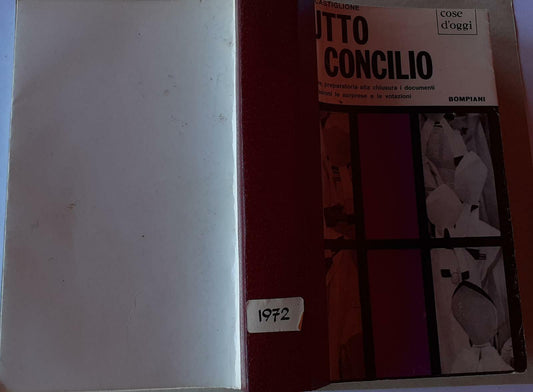 CASTIGLIONE
cose
d'oggi
UTTO
CONCILIO
preparatoria alla chiusura i documenti
le sorprese e le votazioni
BOMPIANI
1972